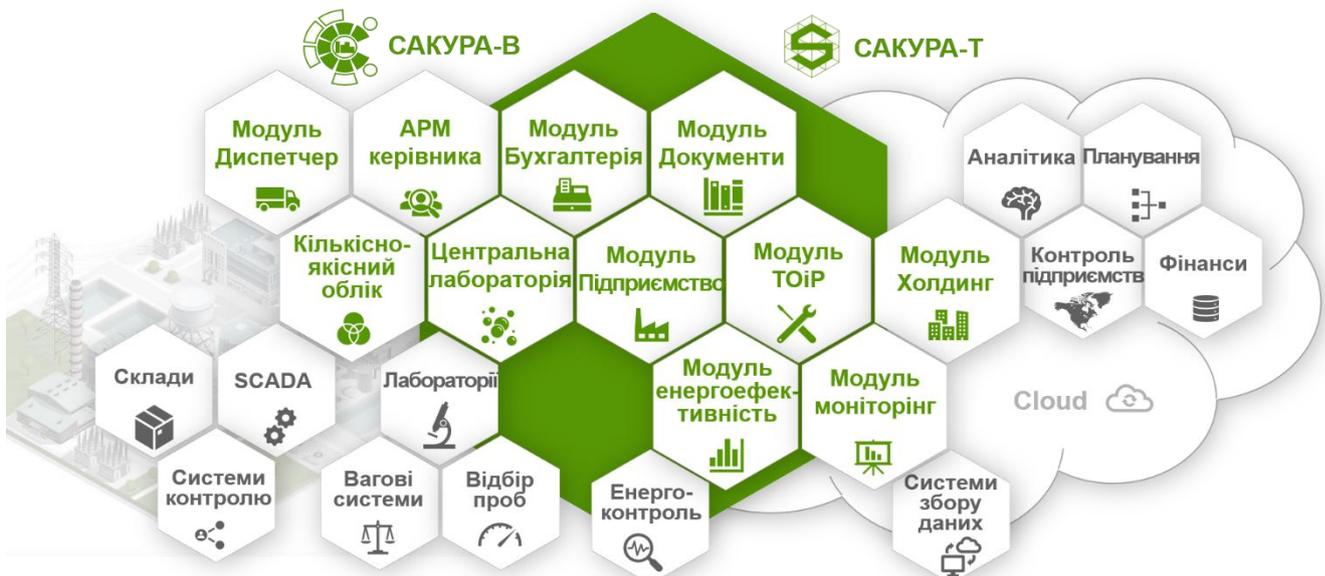 САКУРА-В
САКУРА-Т
Модуль
Диспетчер
АРМ
керівника
Модуль
Бухгалтерія
Модуль
Документи
Аналітика
Планування
Кількісно-
якісний
облік
Центральна
лабораторія
Модуль
Підприємство
Модуль
ТОіР
Модуль
Холдинг
Контроль
підприємств
Фінанси
Склади
SCADA
Лабораторії
Модуль
енергоефек-
тивність
Модуль
моніторінг
Cloud
Системи
контролю
Вагові
системи
Відбір
проб
Енерго-
контроль
Системи
збору
даних